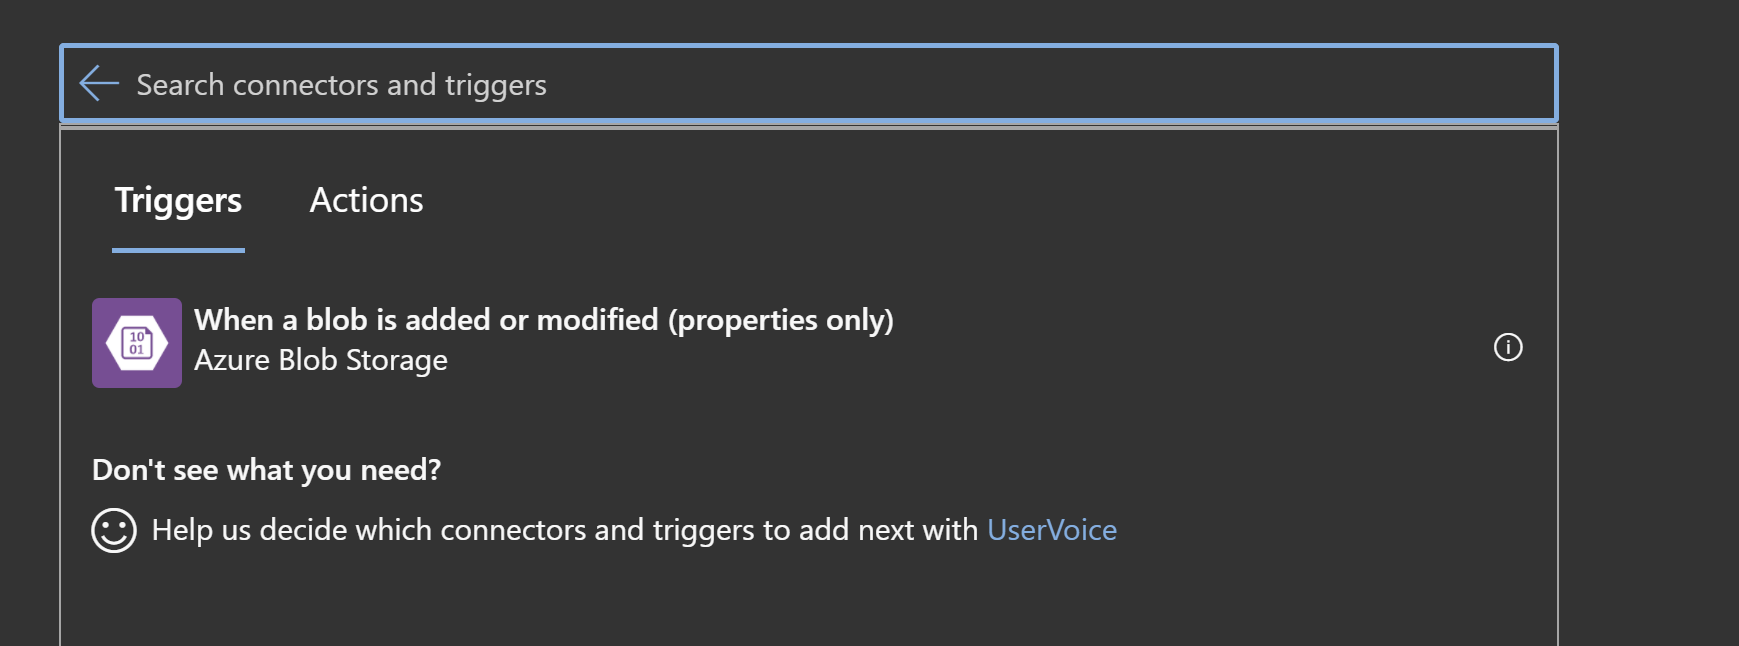 Search connectors and triggers
Triggers Actions
10
01
When a blob is added or modified (properties only)
Azure Blob Storage
Don't see what you need?
Help us decide which connectors and triggers to add next with UserVoice